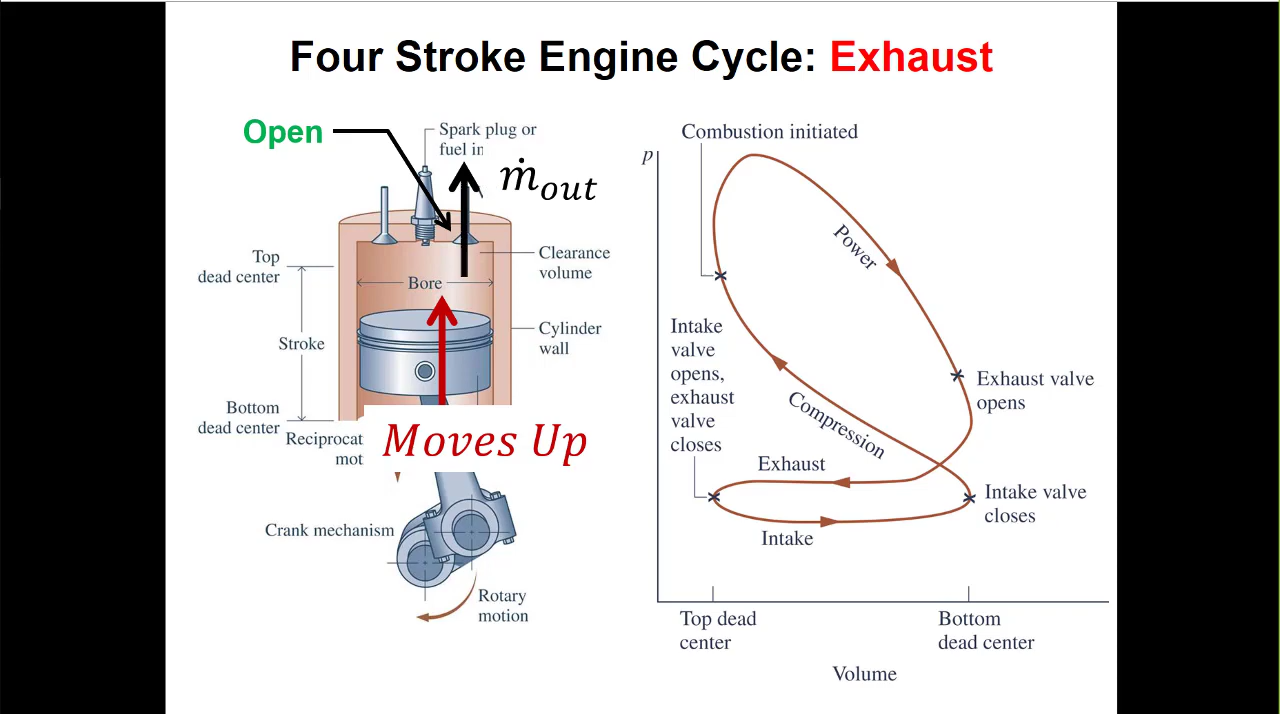 Four Stroke Engine Cycle: Exhaust
Open
Spark plug or
fuel in
ṁout
Top
dead center
Clearance
volume
Bore
Stroke
Cylinder
wall
Bottom
dead center
Reciprocat
mot
Moves Up
Crank mechanism
Rotary
motion
Combustion initiated
p
Power
Intake
valve
opens,
exhaust
valve
closes
Compression
Exhaust valve
opens
Exhaust
Intake valve
closes
Intake
Top dead
center
Bottom
dead center
Volume